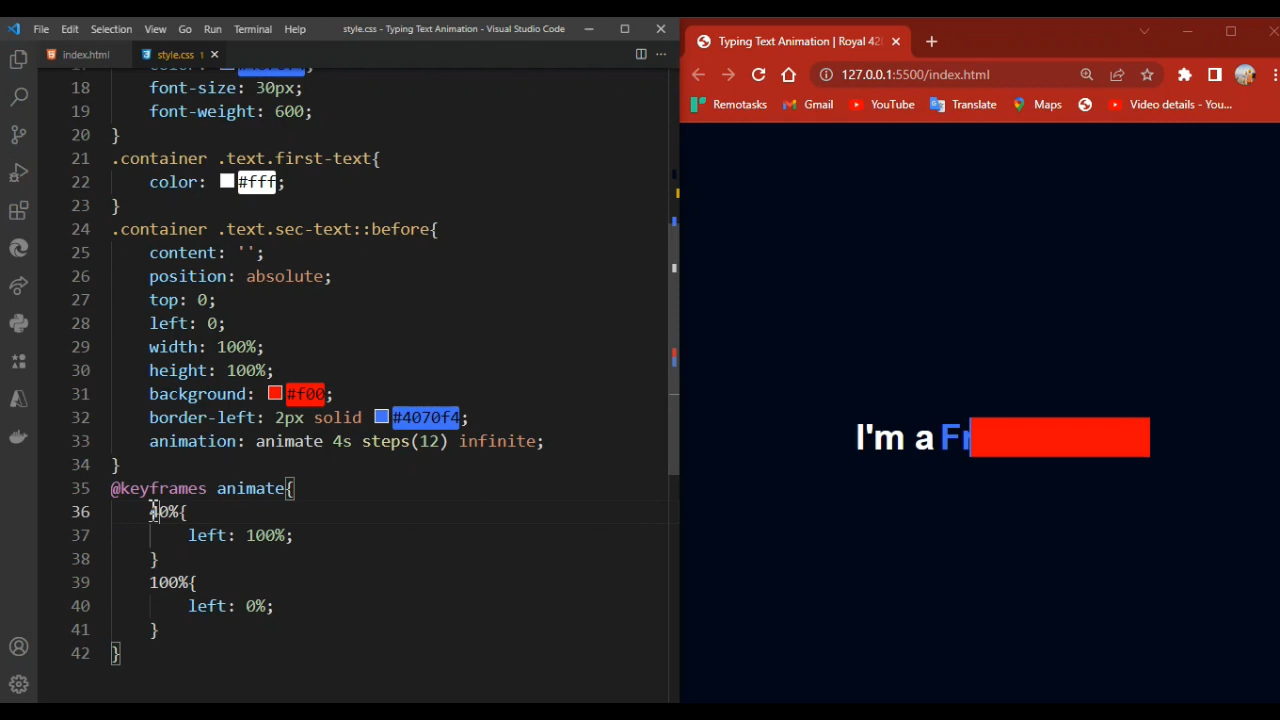 File Edit Selection View Go Run Terminal Help style.css - Typing Text Animation - Visual Studio Code
index.html style.css 1
18 font-size: 30px;
19 font-weight: 600;
20 }
21 .container .text.first-text{
22 color: #fff;
23 }
24 .container .text.sec-text::before{
25 content: '';
26 position: absolute;
27 top: 0;
28 left: 0;
29 width: 100%;
30 height: 100%;
31 background: #f00;
32 border-left: 2px solid #4070f4;
33 animation: animate 4s steps(12) infinite;
34 }
35 @keyframes animate{
36 40%{
37 left: 100%;
38 }
39 100%{
40 left: 0%;
41 }
42 }
Typing Text Animation | Royal 42
127.0.0.1:5500/index.html
Remotasks Gmail YouTube Translate Maps Video details - You...
I'm a Fr